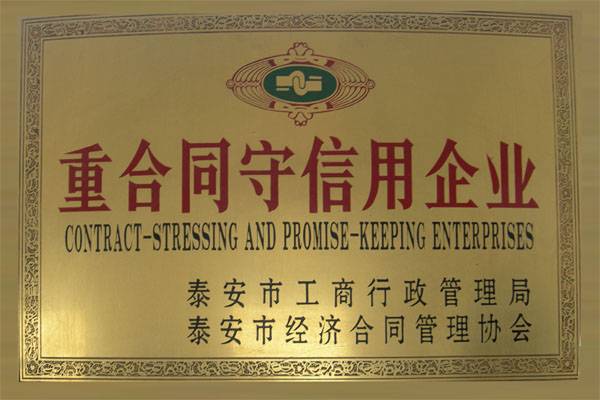 重合同守信用企业
CONTRACT-STRESSING AND PROMISE-KEEPING ENTERPRISES
泰安市工商行政管理局
泰安市经济合同管理协会